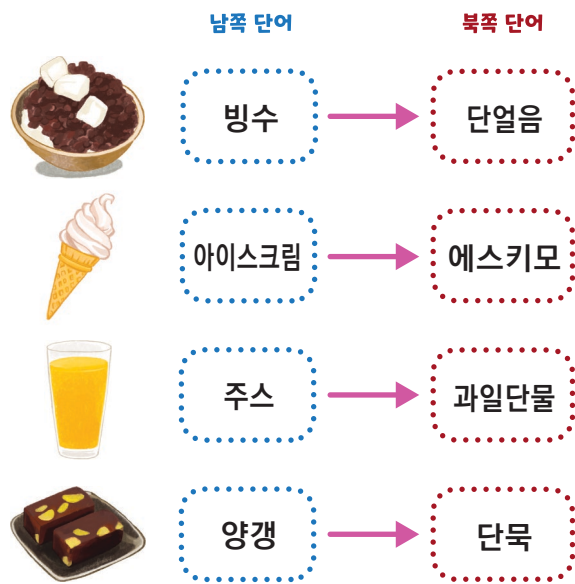 남쪽 단어 북쪽 단어
빙수 단얼음
아이스크림 에스키모
주스 과일단물
양갱 단묵